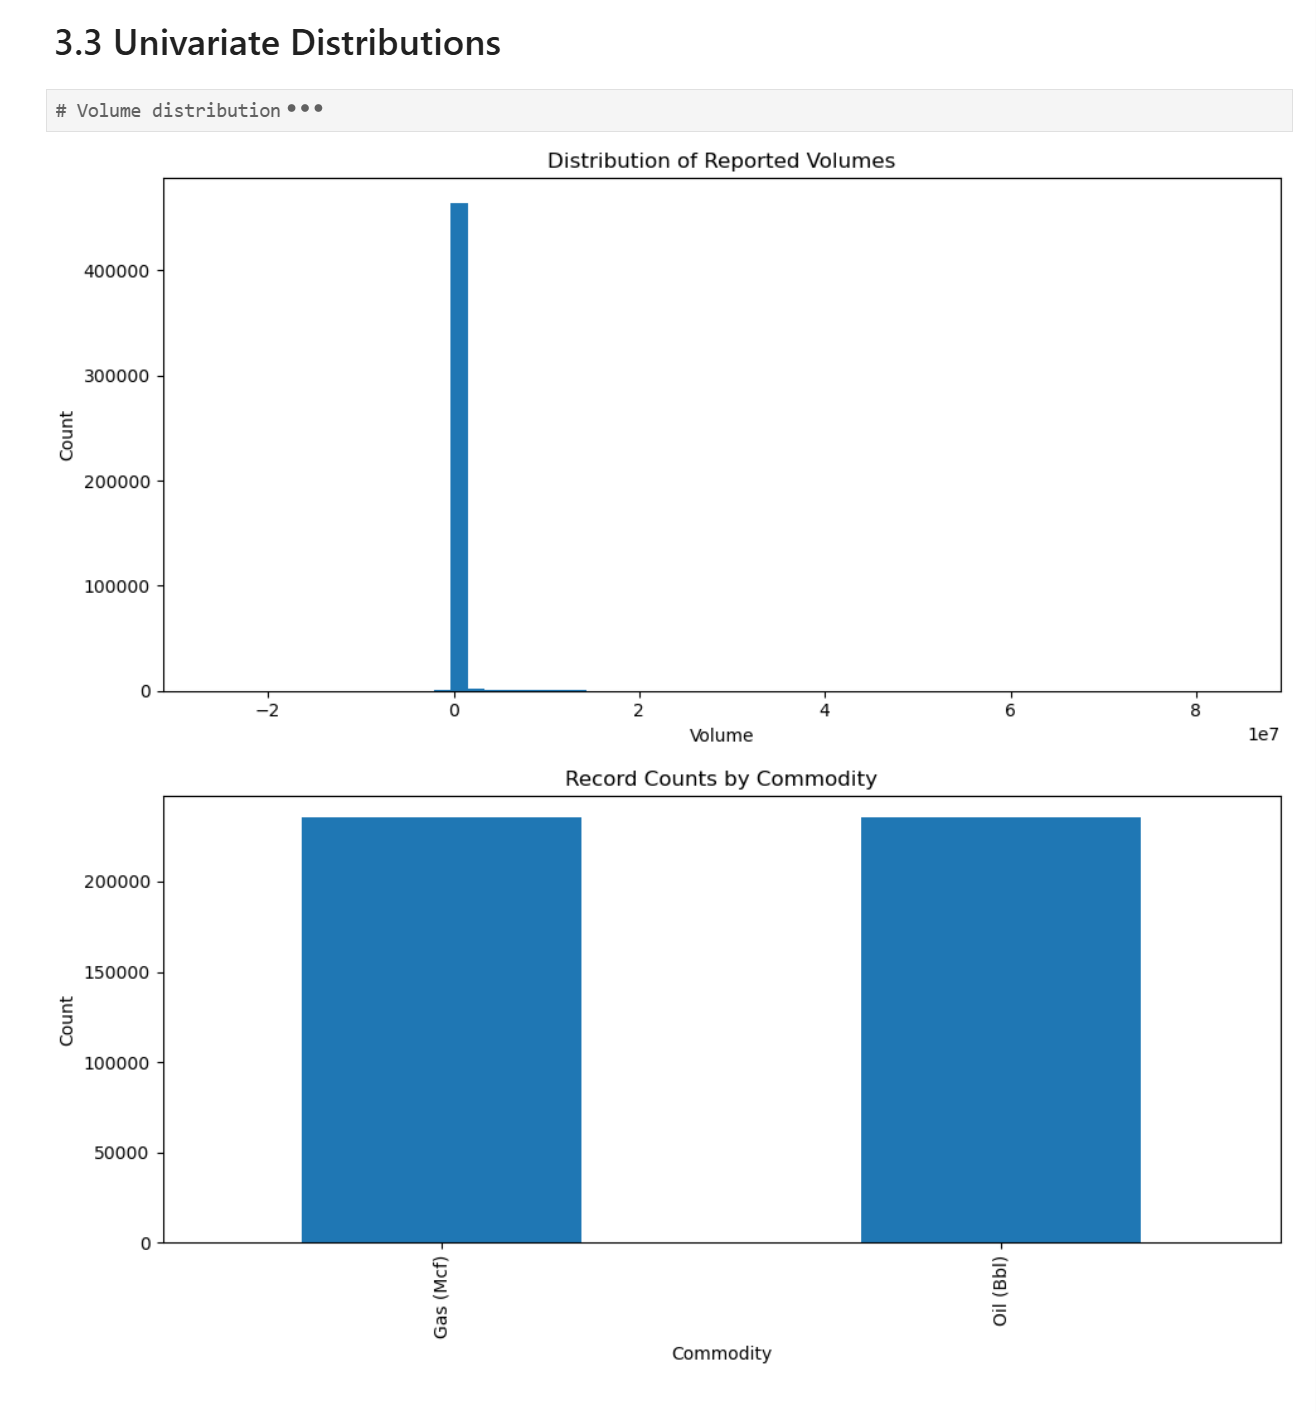 3.3 Univariate Distributions
# Volume distribution •••
Distribution of Reported Volumes
400000
300000
200000
100000
0
Count
−2 0 2 4 6 8
1e7
Volume
Record Counts by Commodity
200000
150000
100000
50000
0
Count
Gas (Mcf)
Oil (Bbl)
Commodity